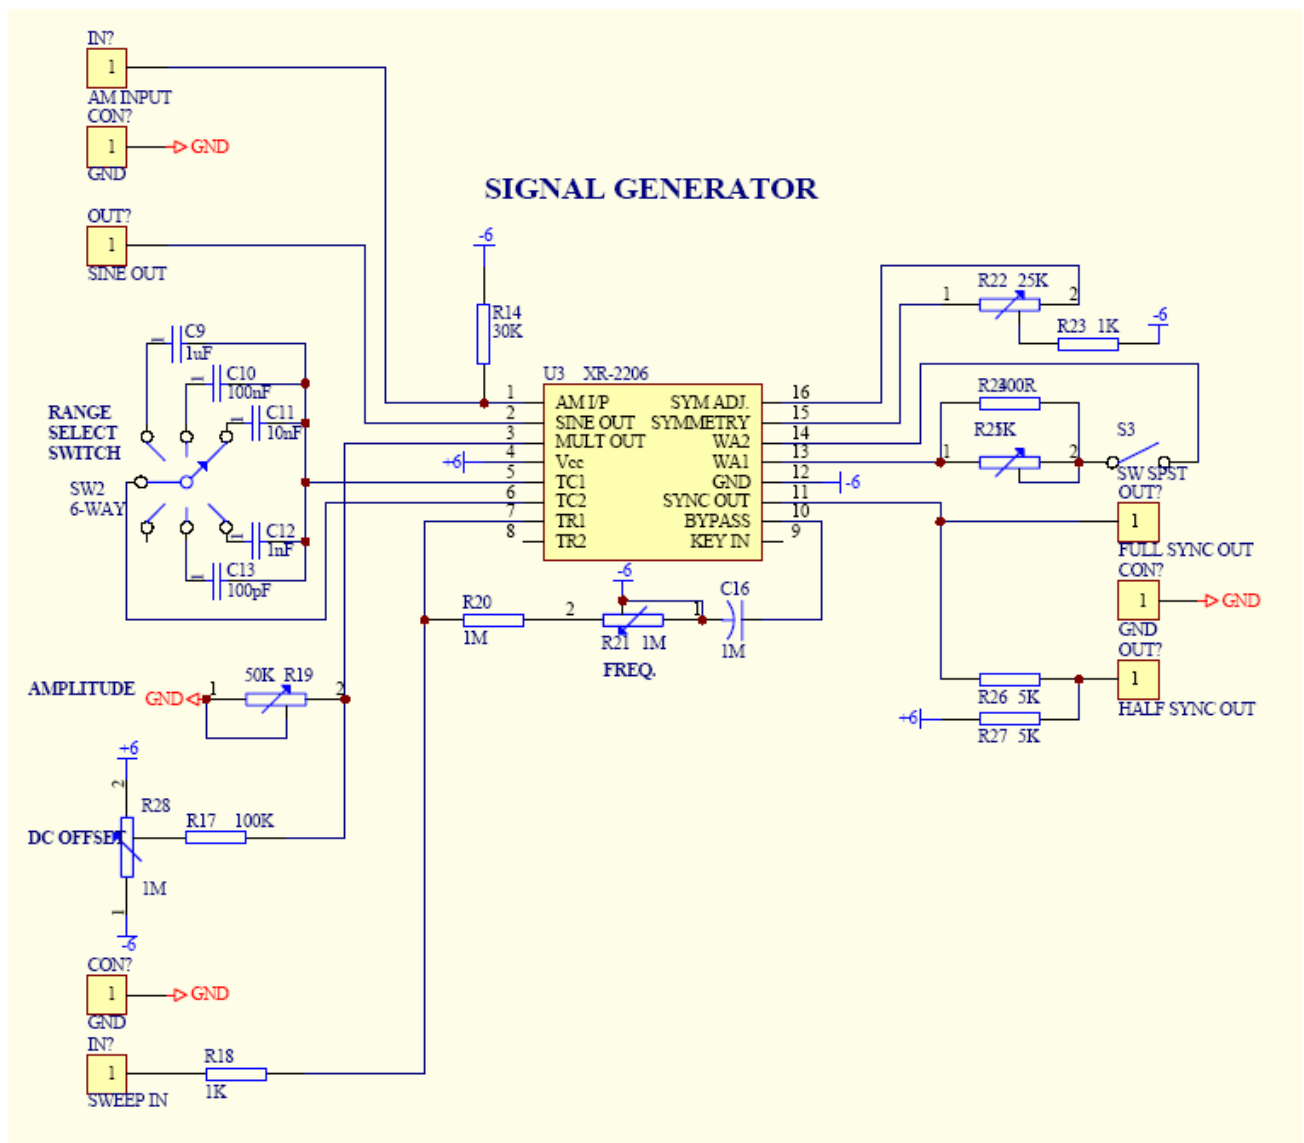 IN?
1
AM INPUT
CON?
1
GND
GND
OUT?
1
SINE OUT
SIGNAL GENERATOR
-6
R14
30K
C9
1uF
C10
100nF
C11
10nF
RANGE
SELECT
SWITCH
SW2
6-WAY
C12
1nF
C13
100pF
U3 XR-2206
1 AM I/P
2 SINE OUT
3 MULT OUT
+6 4 Vcc
5 TC1
6 TC2
7 TR1
8 TR2
SYM ADJ. 16
SYMMETRY 15
WA2 14
WA1 13
GND 12 -6
SYNC OUT 11
BYPASS 10
KEY IN 9
R22 25K
1 2
R23 1K
-6
R24 300R
R25 1K
1 2
S3
SW SPST
OUT?
1
FULL SYNC OUT
CON?
1
GND
GND
OUT?
1
HALF SYNC OUT
R26 5K
+6
R27 5K
-6
R20
1M
2 1
R21 1M
FREQ.
C16
1M
AMPLITUDE
GND
1 2
50K R19
+6
2
R28
DC OFFSET
1M
1
-6
R17 100K
CON?
1
GND
GND
IN?
1
SWEEP IN
R18
1K